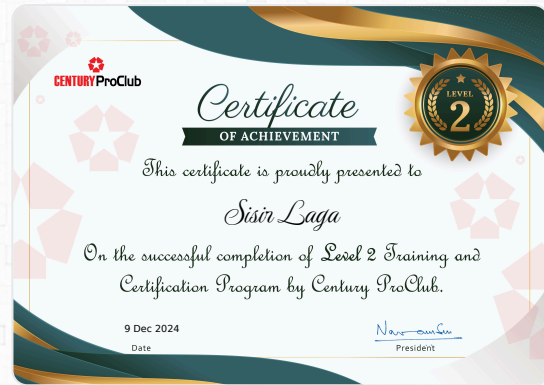 CENTURY ProClub
LEVEL
2
Certificate
OF ACHIEVEMENT
This certificate is proudly presented to
Sisir Laga
On the successful completion of Level 2 Training and
Certification Program by Century ProClub.
9 Dec 2024
Date
President